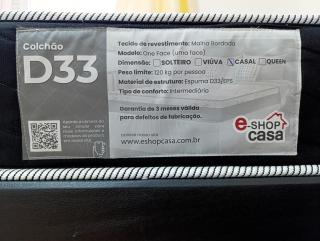 Colchão
D33
Tecido de revestimento: Malha Bordada
Modelo: One Face (uma face)
Dimensão: SOLTEIRO VIÚVA CASAL QUEEN
Peso limite: 120 kg por pessoa
Material de estrutura: Espuma D33/EPS
Tipo de conforto: Intermediário
Garantia de 3 meses válida
para defeitos de fabricação.
www.eshopcasa.com.br
e-SHOP
casa